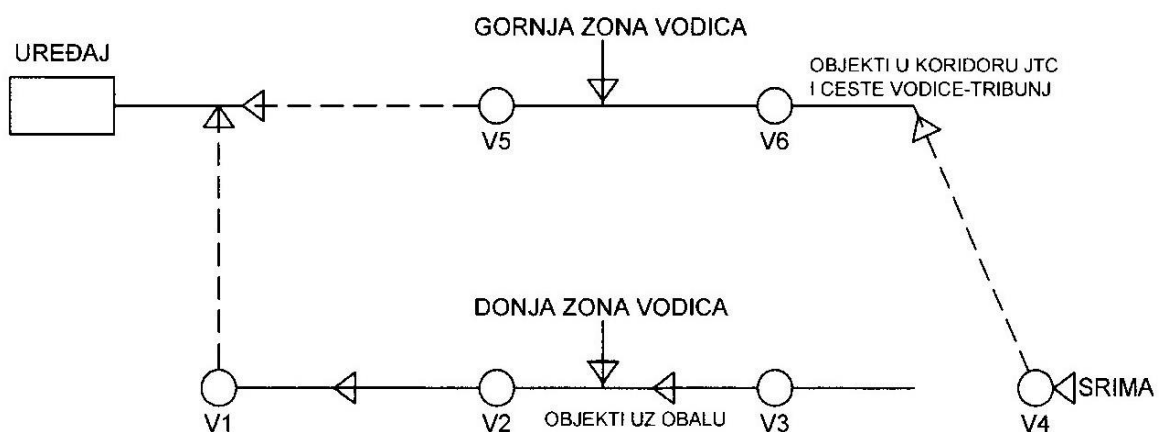 GORNJA ZONA VODICA
UREĐAJ
OBJEKTI U KORIDORU JTC
I CESTE VODICE-TRIBUNJ
V5
V6
DONJA ZONA VODICA
SRIMA
V1
V2
OBJEKTI UZ OBALU
V3
V4